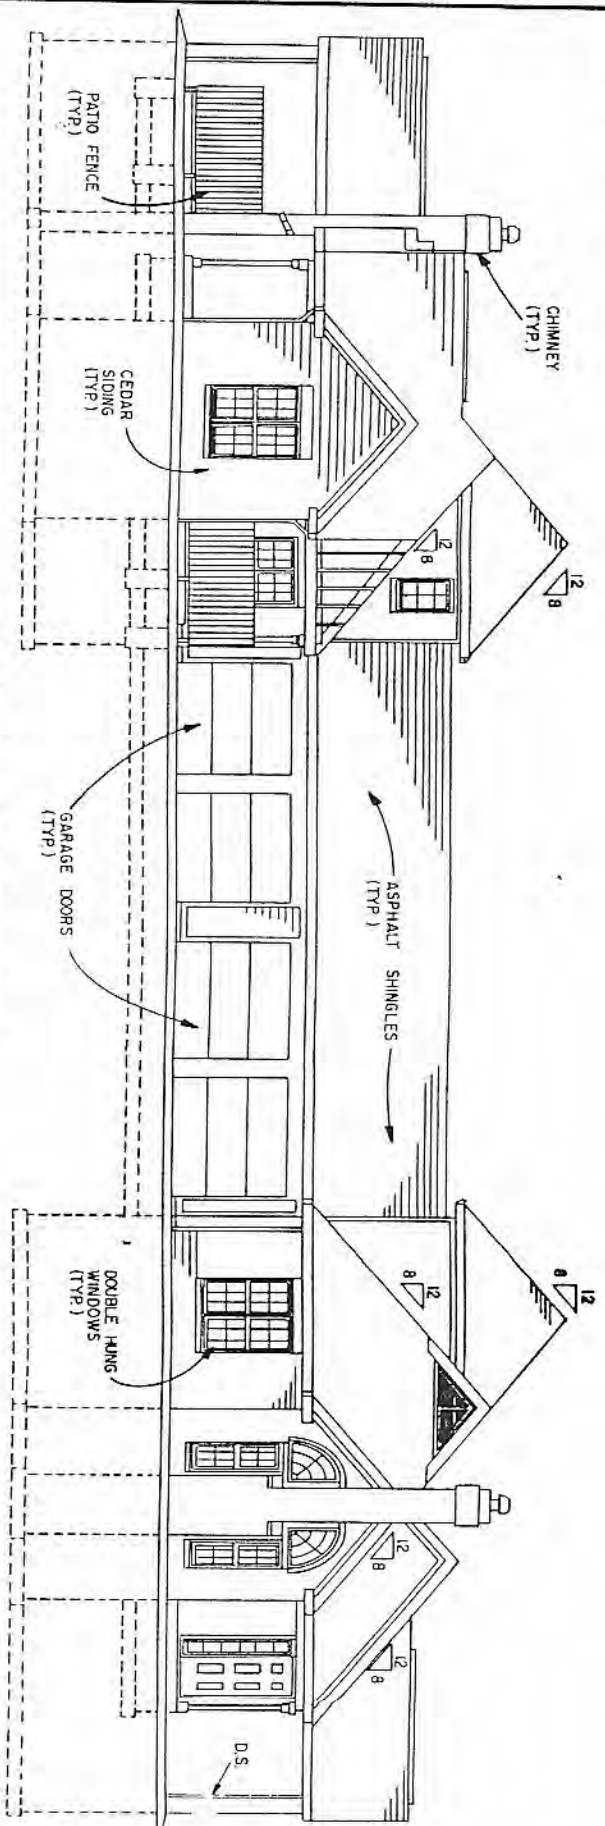 CHIMNEY
(TYP.)
12
8
12
8
12
8
12
8
ASPHALT SHINGLES
(TYP.)
12
8
12
8
PATIO FENCE
(TYP.)
CEDAR
SIDING
(TYP.)
GARAGE DOORS
(TYP.)
DOUBLE HUNG
WINDOWS
(TYP.)
D.S.